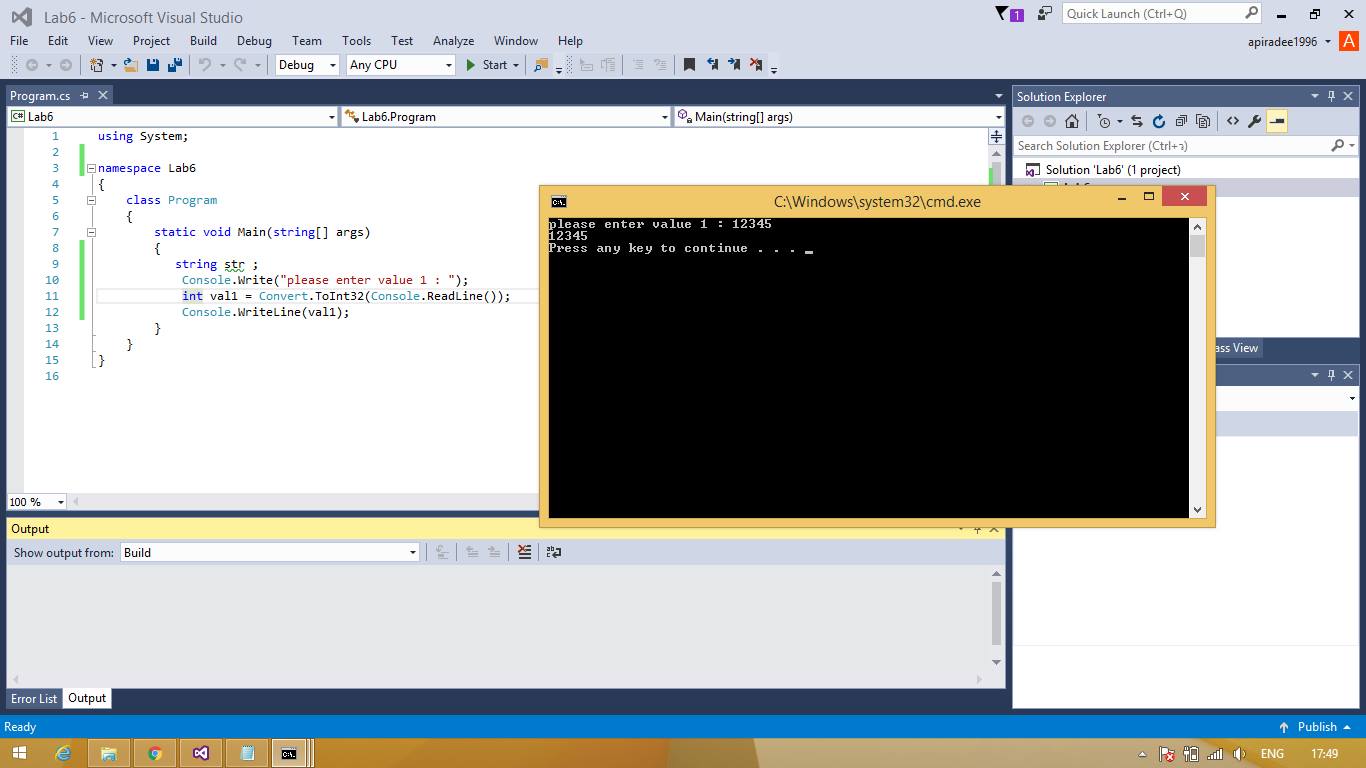 Lab6 - Microsoft Visual Studio
1
Quick Launch (Ctrl+Q)
File Edit View Project Build Debug Team Tools Test Analyze Window Help
apiradee1996 A
Debug Any CPU Start
Program.cs
C# Lab6 Lab6.Program Main(string[] args)
1 using System;
2
3 namespace Lab6
4 {
5 class Program
6 {
7 static void Main(string[] args)
8 {
9 string str ;
10 Console.Write("please enter value 1 : ");
11 int val1 = Convert.ToInt32(Console.ReadLine());
12 Console.WriteLine(val1);
13 }
14 }
15 }
16
100 %
C:\Windows\system32\cmd.exe
please enter value 1 : 12345
12345
Press any key to continue . . . _
Solution Explorer
Search Solution Explorer (Ctrl+ว)
Solution 'Lab6' (1 project)
ass View
Output
Show output from: Build
Error List Output
Ready
Publish
ENG 17:49